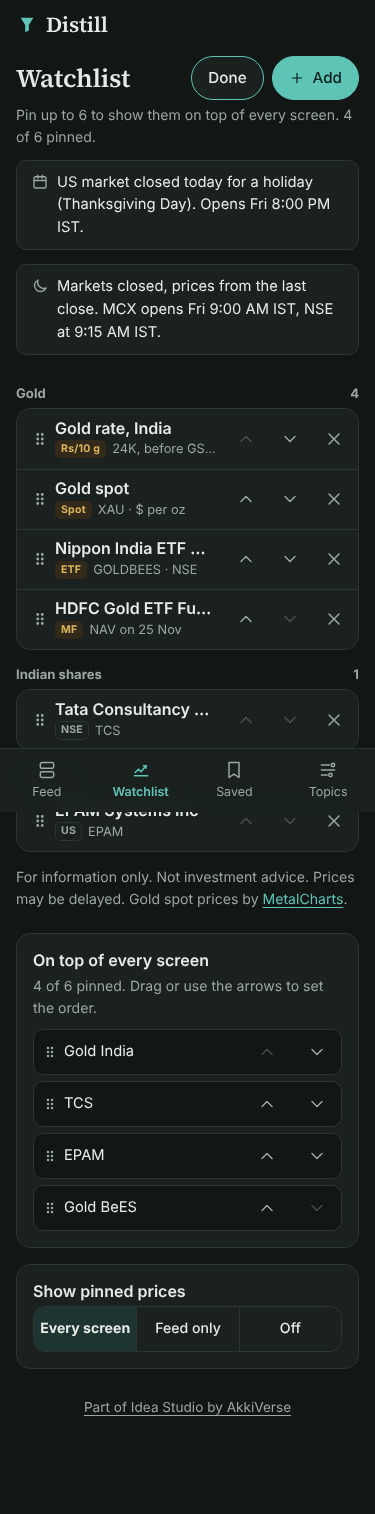 Distill
Watchlist
Done
Add
Pin up to 6 to show them on top of every screen. 4
of 6 pinned.
US market closed today for a holiday
(Thanksgiving Day). Opens Fri 8:00 PM
IST.
Markets closed, prices from the last
close. MCX opens Fri 9:00 AM IST, NSE
at 9:15 AM IST.
Gold 4
Gold rate, India
Rs/10 g 24K, before GS...
Gold spot
Spot XAU · $ per oz
Nippon India ETF ...
ETF GOLDBEES · NSE
HDFC Gold ETF Fu...
MF NAV on 25 Nov
Indian shares 1
Tata Consultancy ...
NSE TCS
Feed
Watchlist
Saved
Topics
EPAM Systems Inc
US EPAM
For information only. Not investment advice. Prices
may be delayed. Gold spot prices by MetalCharts.
On top of every screen
4 of 6 pinned. Drag or use the arrows to set
the order.
Gold India
TCS
EPAM
Gold BeES
Show pinned prices
Every screen
Feed only
Off
Part of Idea Studio by AkkiVerse